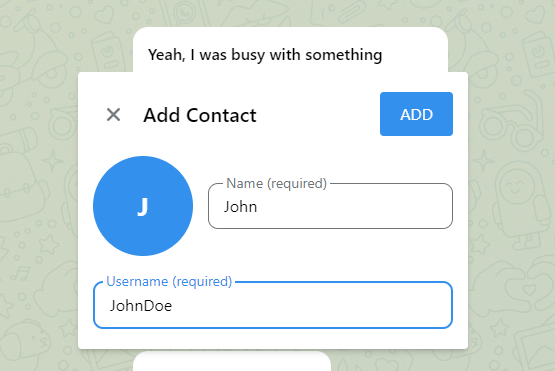 Yeah, I was busy with something
Add Contact
ADD
J
Name (required)
John
Username (required)
JohnDoe